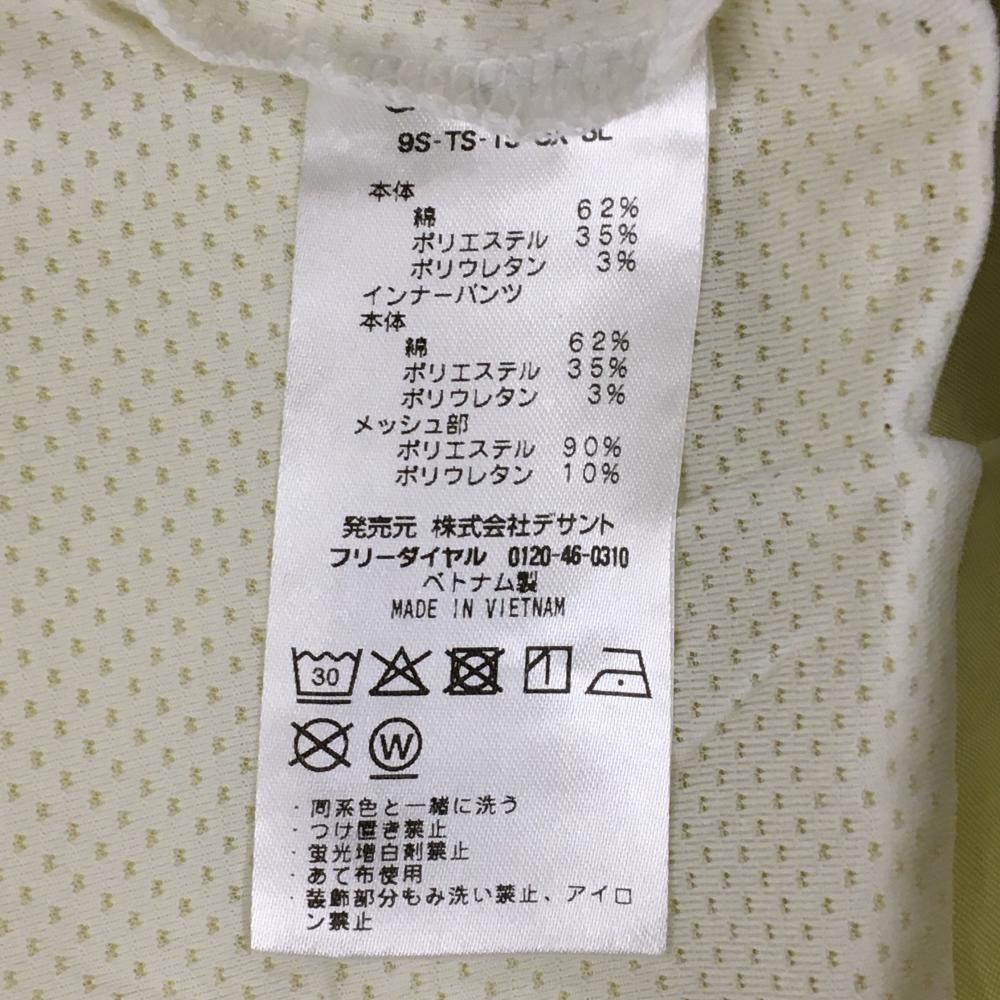 9S-TS-
本体
綿 62%
ポリエステル 35%
ポリウレタン 3%
インナーパンツ
本体
綿 62%
ポリエステル 35%
ポリウレタン 3%
メッシュ部
ポリエステル 90%
ポリウレタン 10%
発売元 株式会社デサント
フリーダイヤル 0120-46-0310
ベトナム製
MADE IN VIETNAM
30
W
・同系色と一緒に洗う
・つけ置き禁止
・蛍光増白剤禁止
・あて布使用
・装飾部分もみ洗い禁止、アイロ
ン禁止